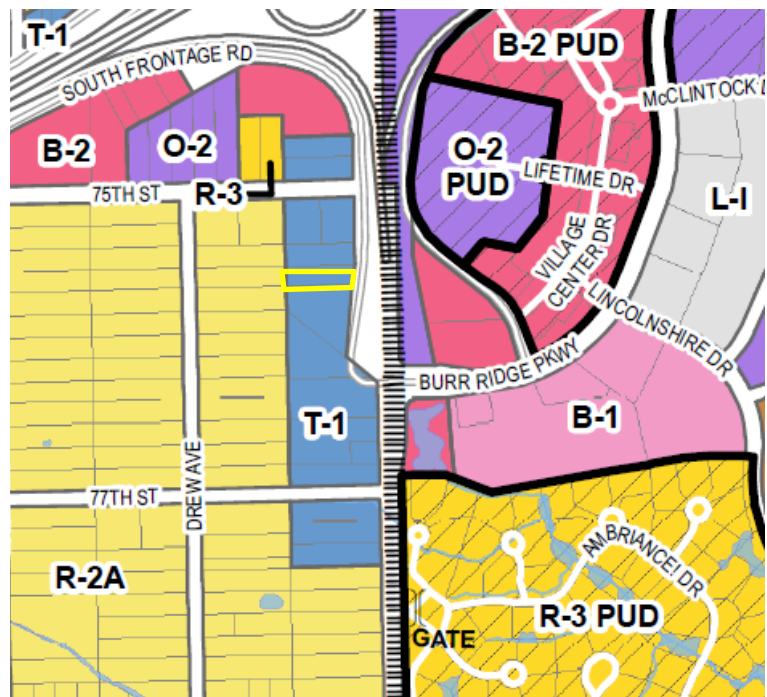 T-1
SOUTH FRONTAGE RD
B-2 PUD
McCLINTOCK D
B-2
O-2
O-2
PUD
LIFETIME DR
75TH ST
R-3
L-I
VILLAGE
CENTER DR
LINCOLNSHIRE DR
BURR RIDGE PKWY
T-1
B-1
DREW AVE
77TH ST
AMBRIANCE! DR
R-2A
R-3 PUD
GATE